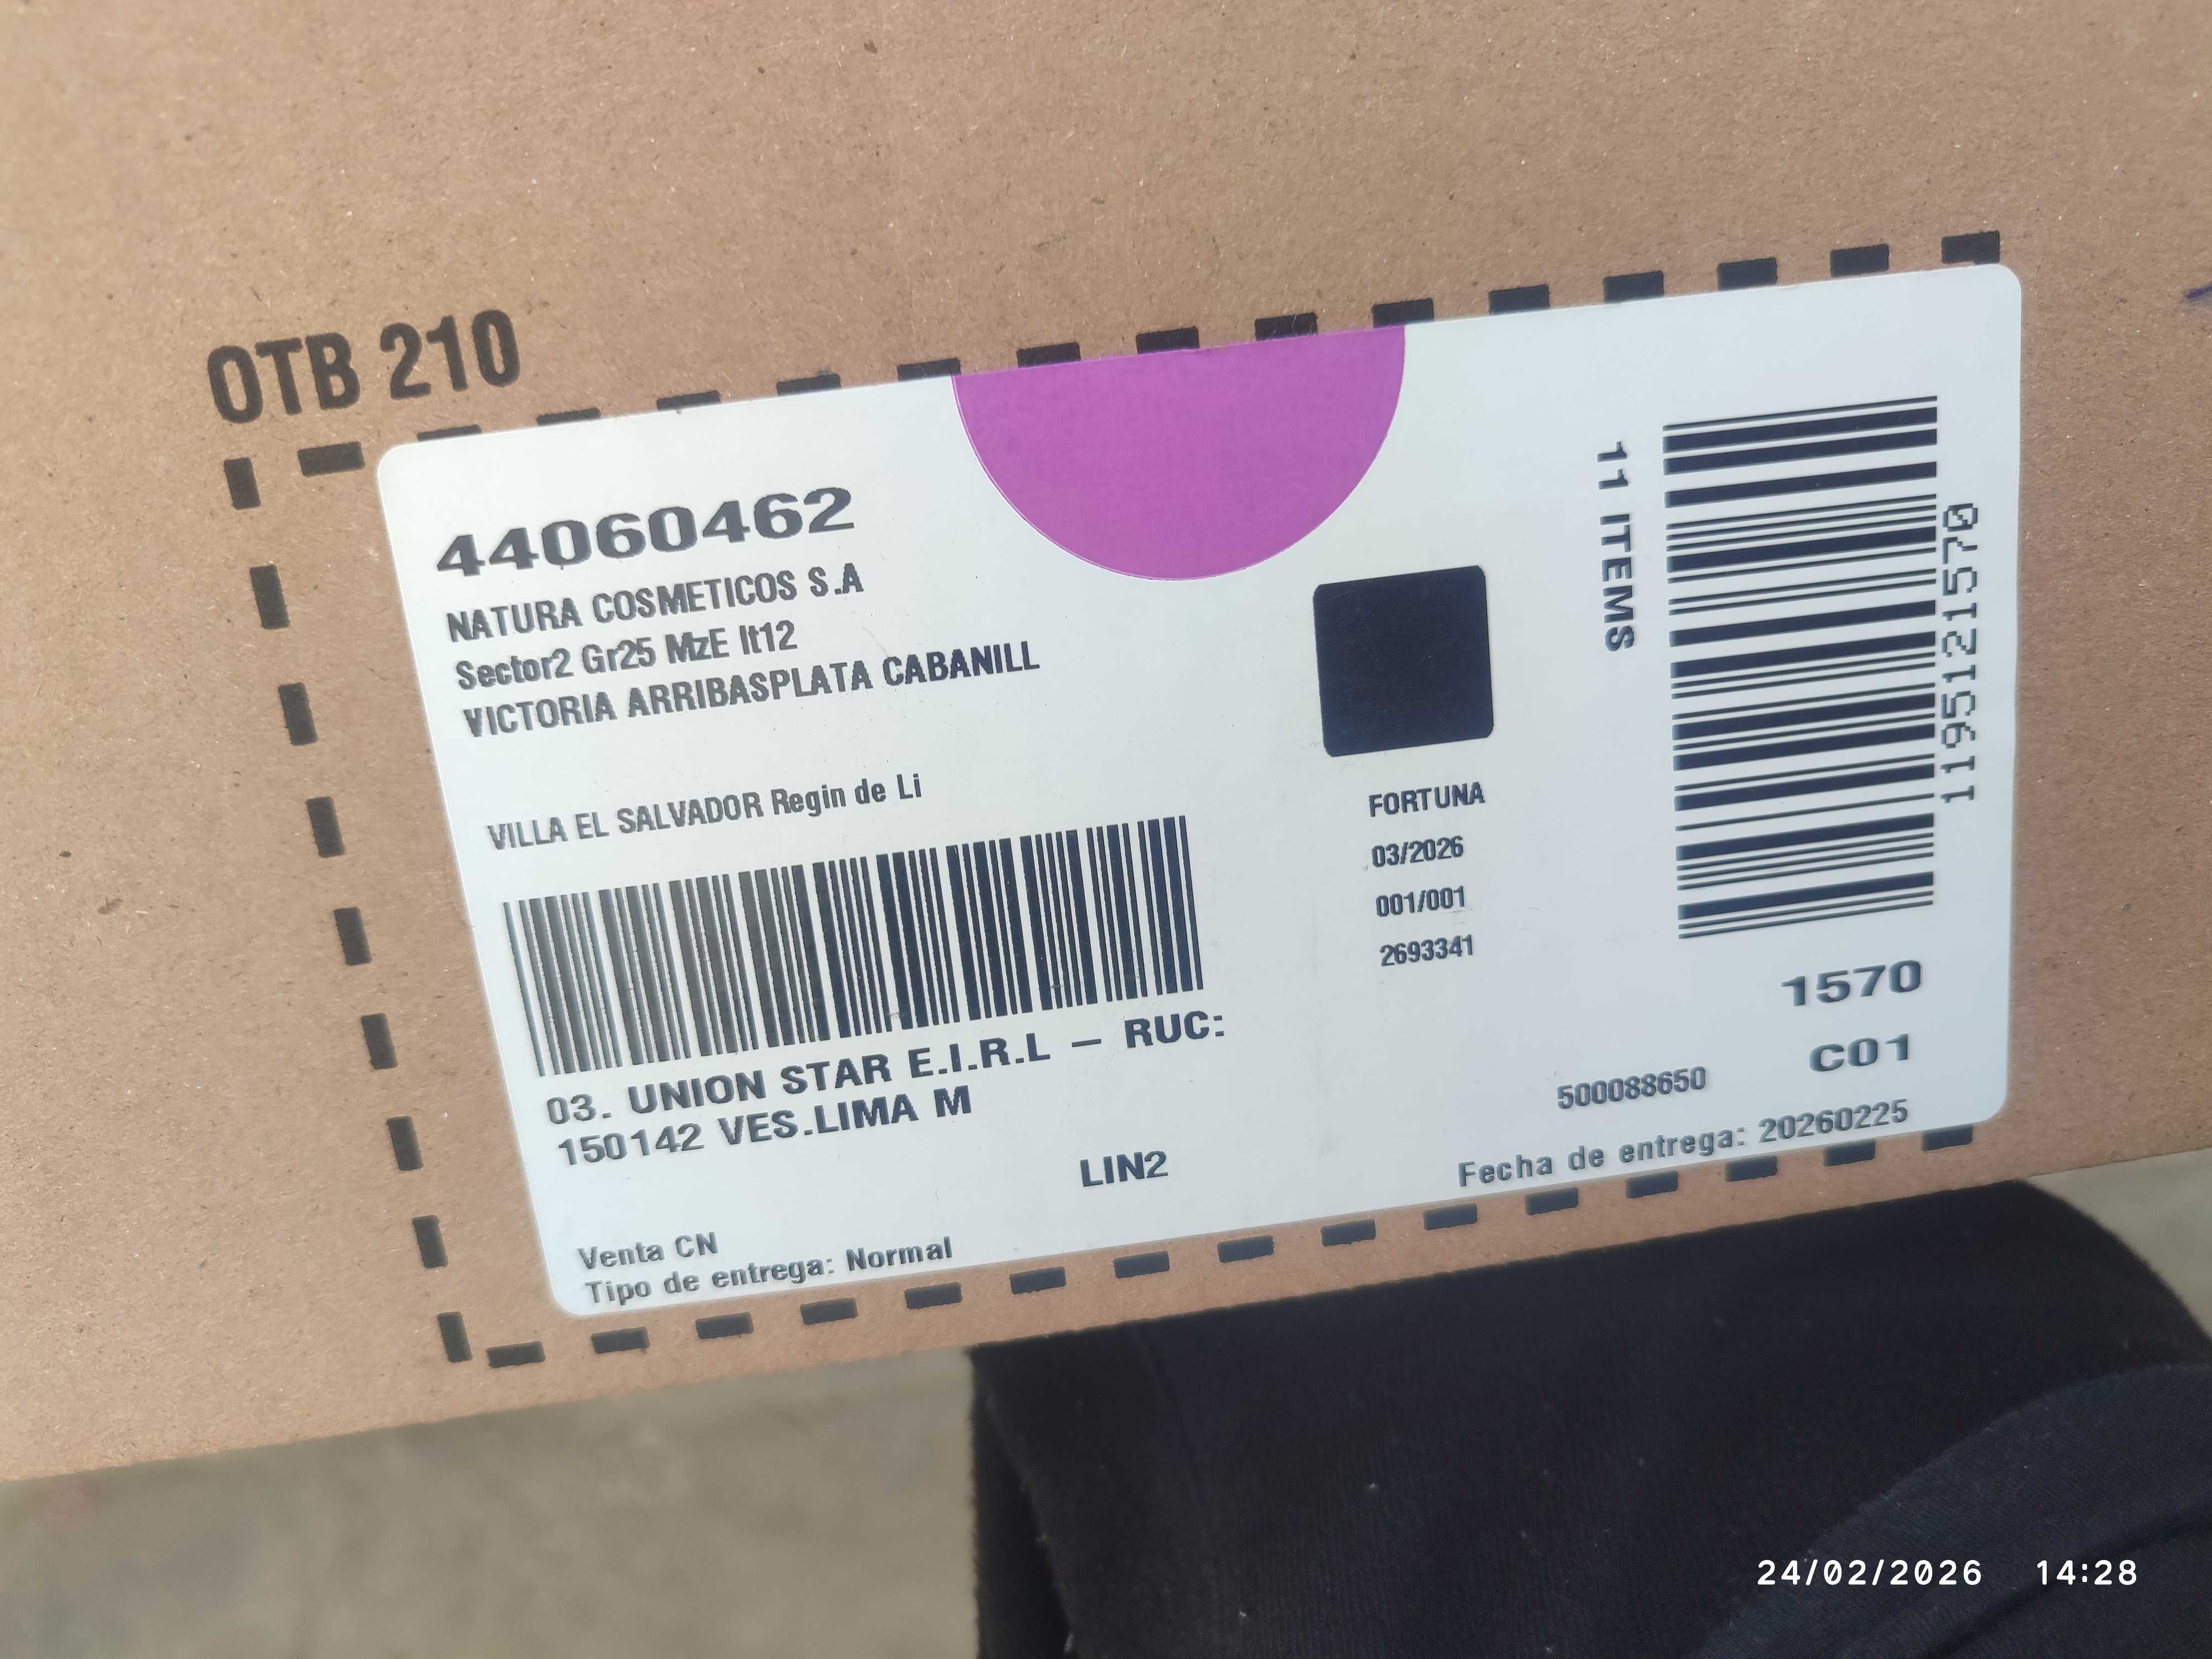 OTB 210
44060462
NATURA COSMETICOS S.A
Sector2 Gr25 MzE lt12
VICTORIA ARRIBASPLATA CABANILL
VILLA EL SALVADOR Regin de Li
03. UNION STAR E.I.R.L – RUC:
150142 VES.LIMA M
LIN2
Venta CN
Tipo de entrega: Normal
FORTUNA
03/2026
001/001
2693341
11 ITEMS
1195121570
1570
C01
500088650
Fecha de entrega: 20260225
24/02/2026 14:28